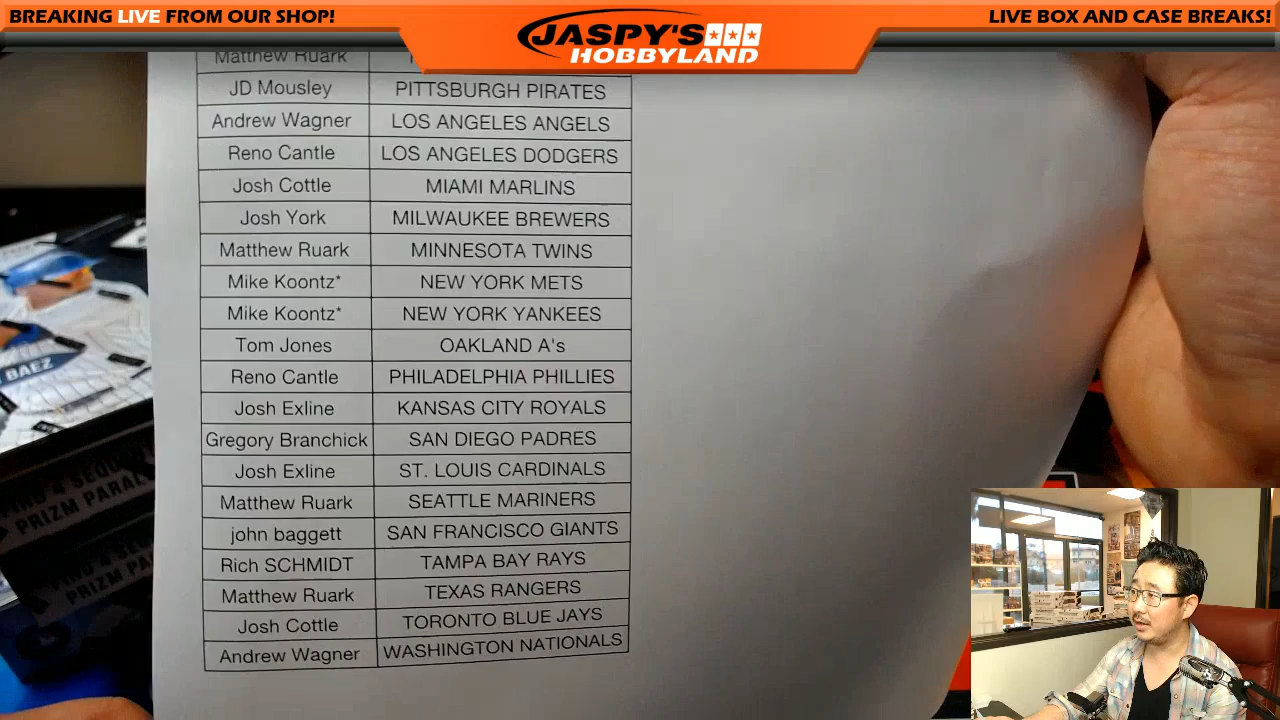 BREAKING LIVE FROM OUR SHOP!
JASPY'S
HOBBYLAND
LIVE BOX AND CASE BREAKS!
Matthew Ruark
JD Mousley PITTSBURGH PIRATES
Andrew Wagner LOS ANGELES ANGELS
Reno Cantle LOS ANGELES DODGERS
Josh Cottle MIAMI MARLINS
Josh York MILWAUKEE BREWERS
Matthew Ruark MINNESOTA TWINS
Mike Koontz* NEW YORK METS
Mike Koontz* NEW YORK YANKEES
Tom Jones OAKLAND A's
Reno Cantle PHILADELPHIA PHILLIES
Josh Exline KANSAS CITY ROYALS
Gregory Branchick SAN DIEGO PADRES
Josh Exline ST. LOUIS CARDINALS
Matthew Ruark SEATTLE MARINERS
john baggett SAN FRANCISCO GIANTS
Rich SCHMIDT TAMPA BAY RAYS
Matthew Ruark TEXAS RANGERS
Josh Cottle TORONTO BLUE JAYS
Andrew Wagner WASHINGTON NATIONALS
BAEZ
4
PRIZM
PRIZM